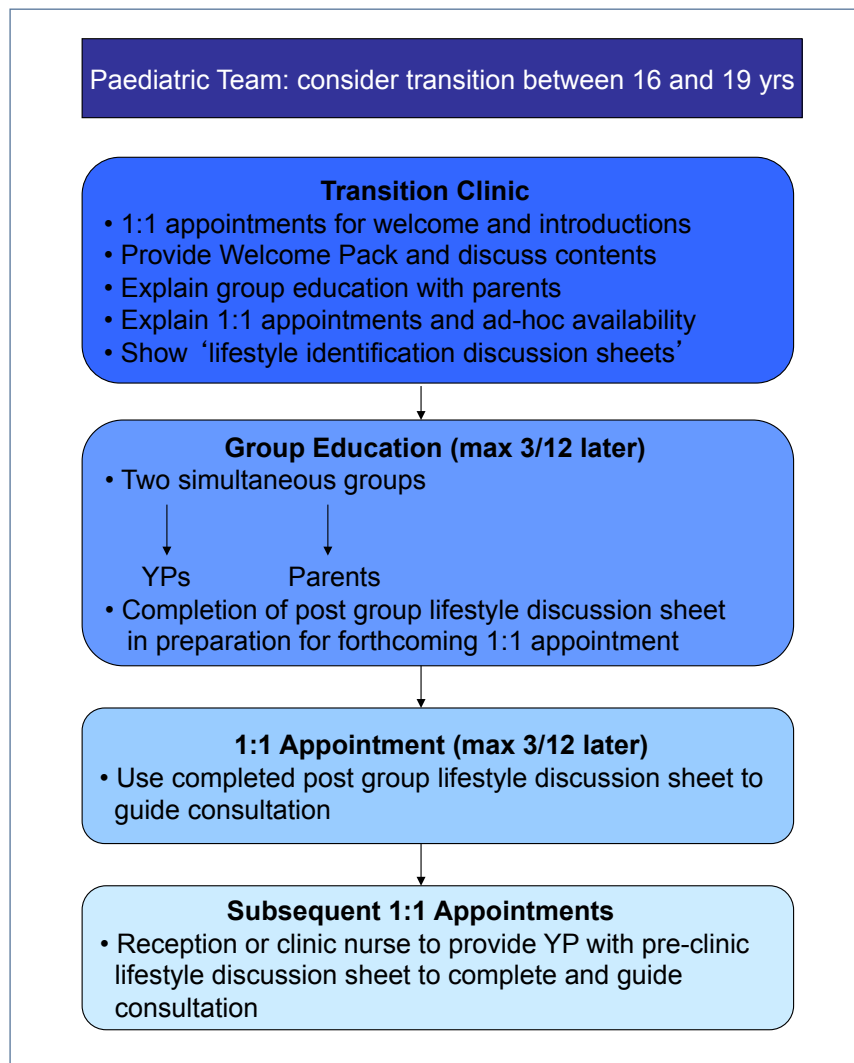 Paediatric Team: consider transition between 16 and 19 yrs
Transition Clinic
• 1:1 appointments for welcome and introductions
• Provide Welcome Pack and discuss contents
• Explain group education with parents
• Explain 1:1 appointments and ad-hoc availability
• Show ‘lifestyle identification discussion sheets’
Group Education (max 3/12 later)
• Two simultaneous groups
YPs Parents
• Completion of post group lifestyle discussion sheet
in preparation for forthcoming 1:1 appointment
1:1 Appointment (max 3/12 later)
• Use completed post group lifestyle discussion sheet to
guide consultation
Subsequent 1:1 Appointments
• Reception or clinic nurse to provide YP with pre-clinic
lifestyle discussion sheet to complete and guide
consultation